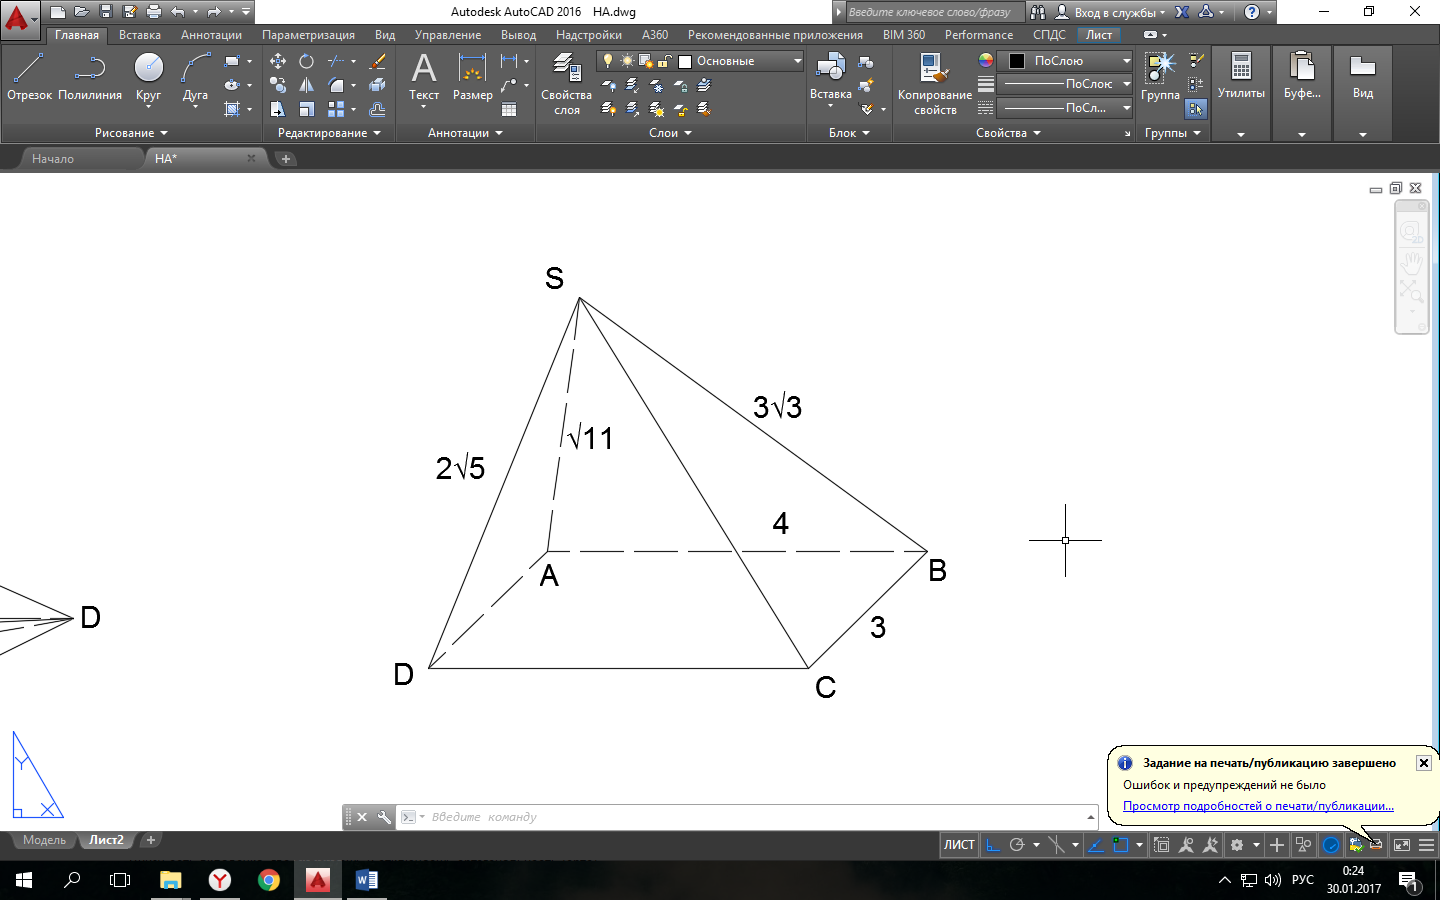 Autodesk AutoCAD 2016 HA.dwg
Введите ключевое слово/фразу
Вход в службы
Главная Вставка Аннотации Параметризация Вид Управление Вывод Надстройки A360 Рекомендованные приложения BIM 360 Performance СПДС Лист
Отрезок Полилиния Круг Дуга
Рисование
Редактирование
Текст Размер
Аннотации
Свойства слоя
Основные
Слои
Вставка
Блок
Копирование свойств
ПоСлою
ПоСлою
ПоСл...
Свойства
Группа
Группы
Утилиты
Буфе...
Вид
Начало HA*
2D
S
3√3
√11
2√5
4
A
B
3
D
C
D
Y
X
Задание на печать/публикацию завершено
Ошибок и предупреждений не было
Просмотр подробностей о печати/публикации...
Введите команду
Модель Лист2
ЛИСТ
РУС
0:24
30.01.2017
1